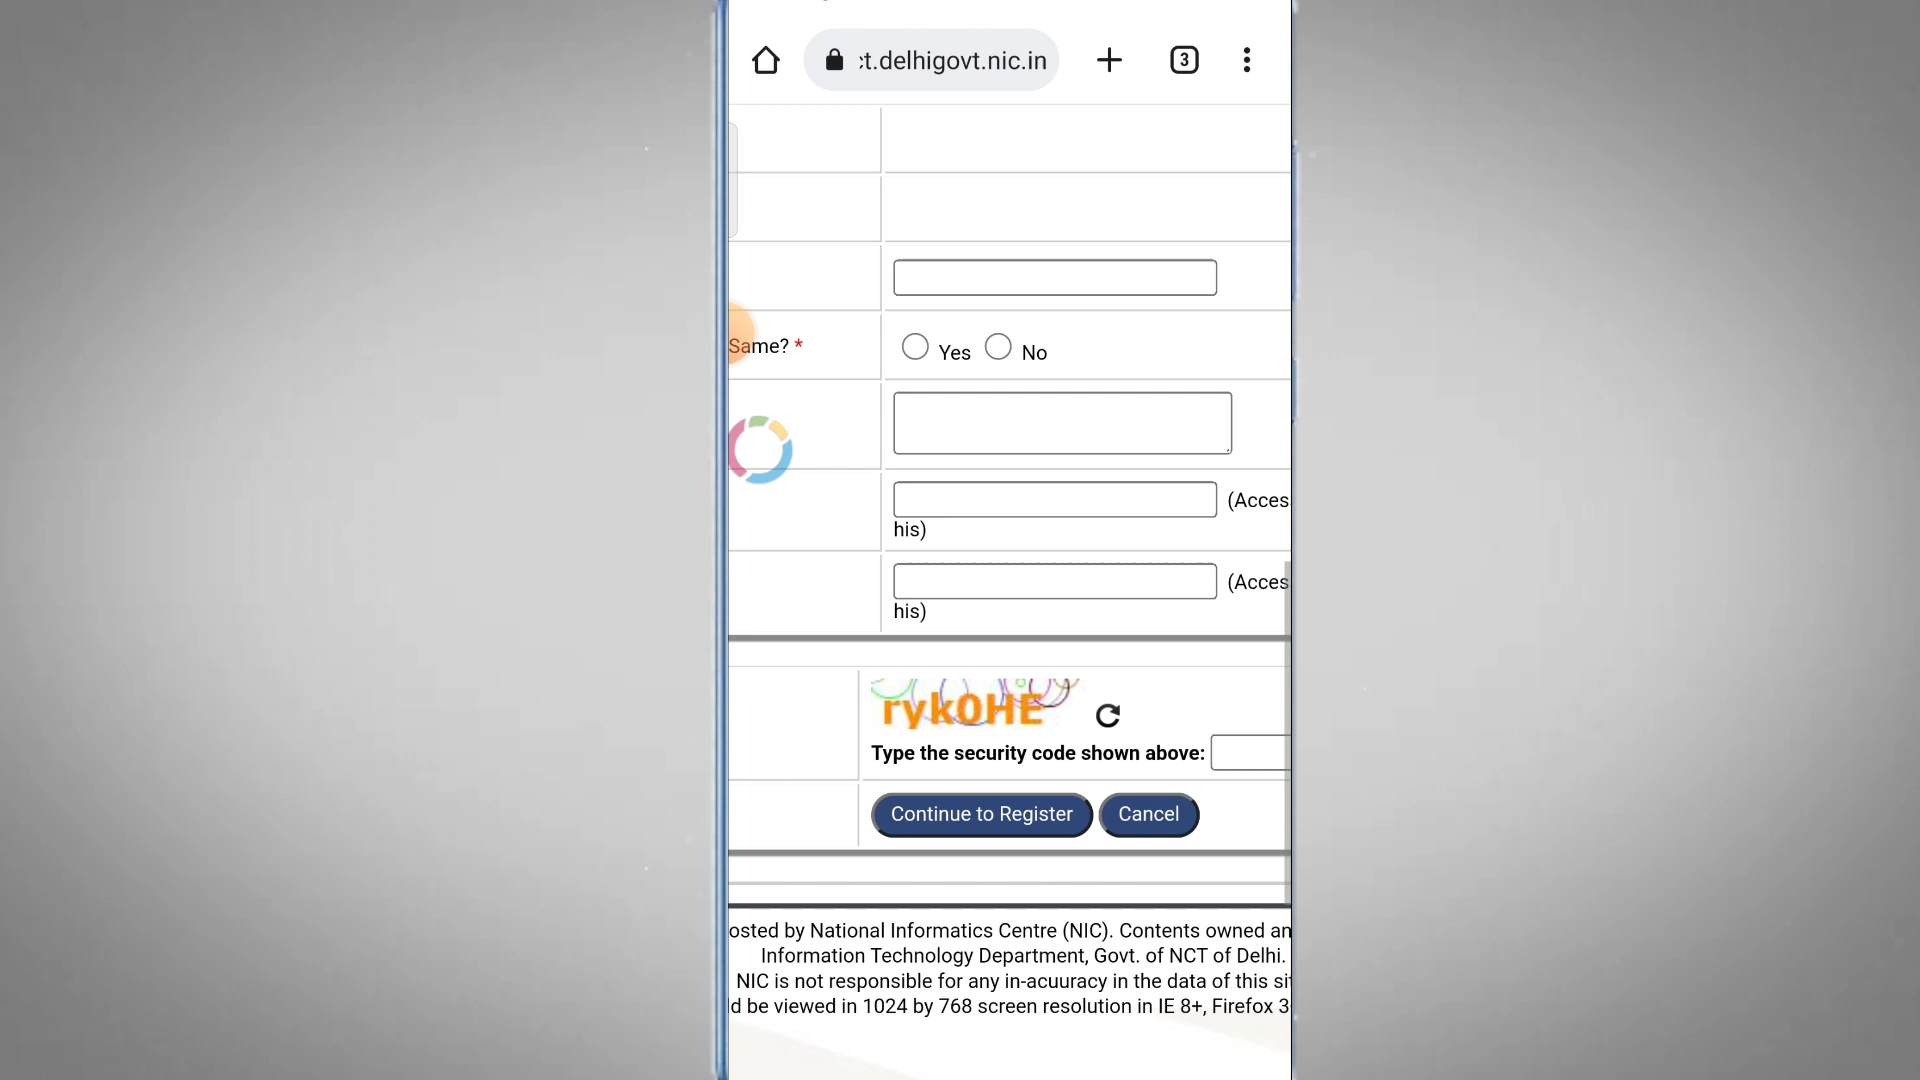 :t.delhigovt.nic.in
3
Same? *
Yes
No
(Acces
his)
(Acces
his)
rykOHE
Type the security code shown above:
Continue to Register
Cancel
osted by National Informatics Centre (NIC). Contents owned an
Information Technology Department, Govt. of NCT of Delhi.
NIC is not responsible for any in-acuuracy in the data of this sit
d be viewed in 1024 by 768 screen resolution in IE 8+, Firefox 3